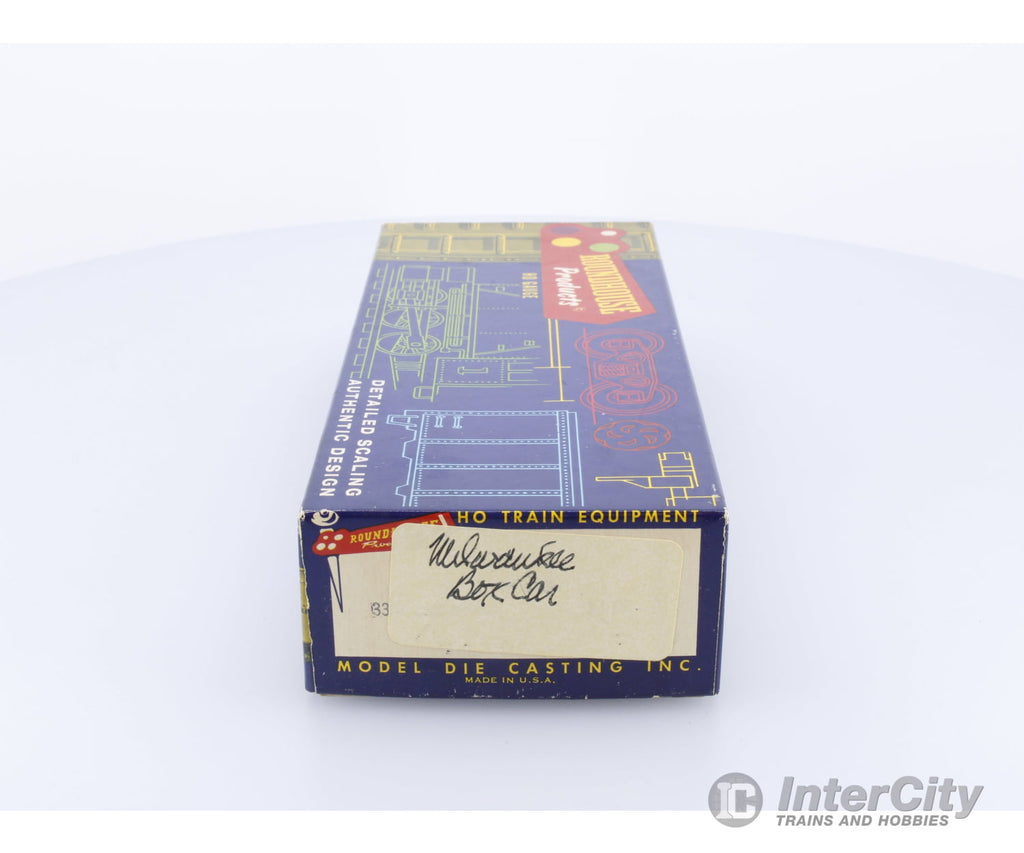 ROUNDHOUSE
Products
HO GAUGE
DETAILED SCALING
AUTHENTIC DESIGN
HO TRAIN EQUIPMENT
Milwaukee
Box Car
MODEL DIE CASTING INC.
MADE IN U.S.A.
InterCity
TRAINS AND HOBBIES